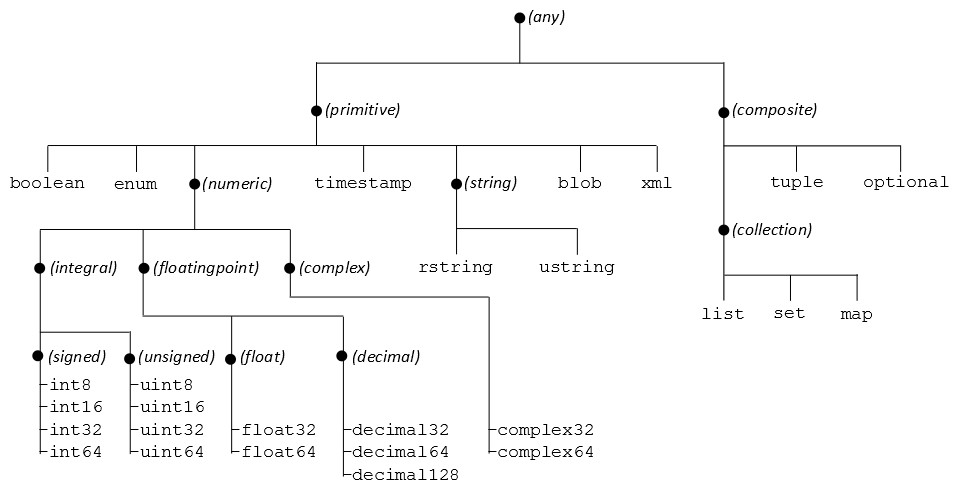 (any)
(primitive)
(composite)
boolean enum (numeric) timestamp (string) blob xml tuple optional
(collection)
(integral) (floatingpoint) (complex) rstring ustring
list set map
(signed) (unsigned) (float) (decimal)
int8 uint8
int16 uint16
int32 uint32 float32 decimal32 complex32
int64 uint64 float64 decimal64 complex64
decimal128